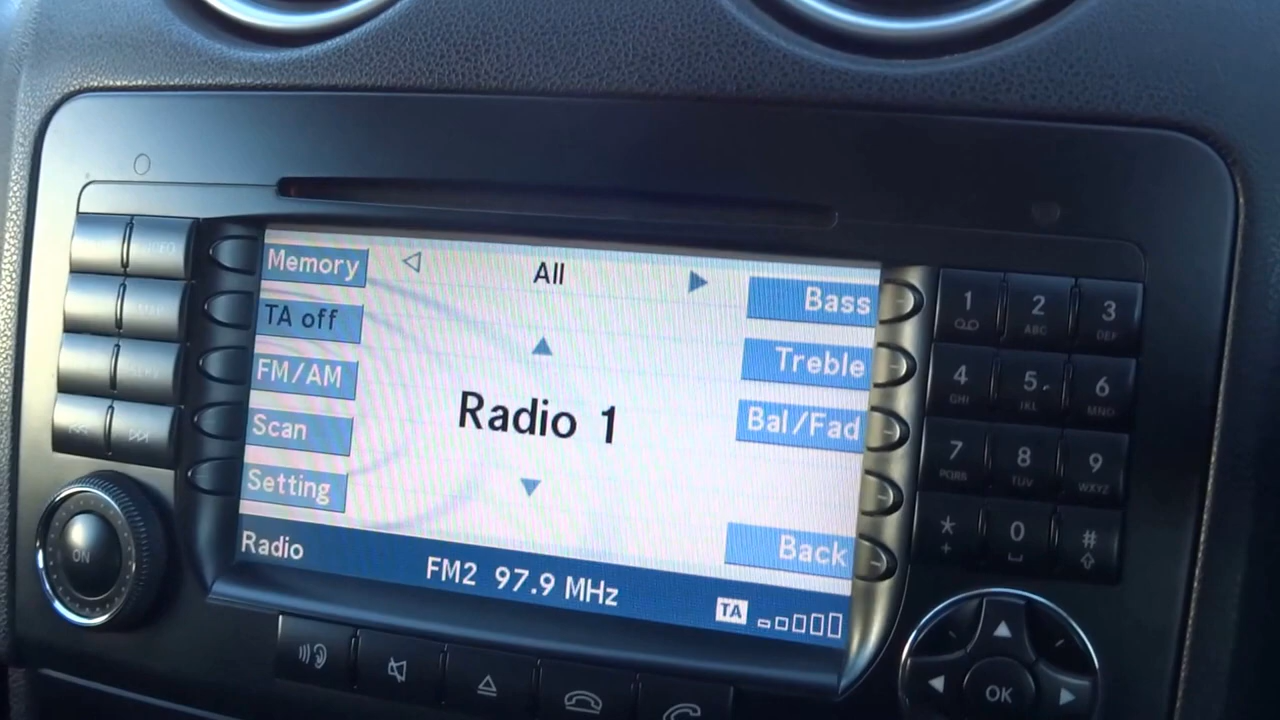 Memory
All
Bass
TA off
Treble
FM/AM
Radio 1
Bal/Fad
Scan
Setting
Back
Radio
FM2 97.9 MHz
TA
ON
1
2 ABC
3 DEF
4 GHI
5 JKL
6 MNO
7 PQRS
8 TUV
9 WXYZ
* +
0
#
OK